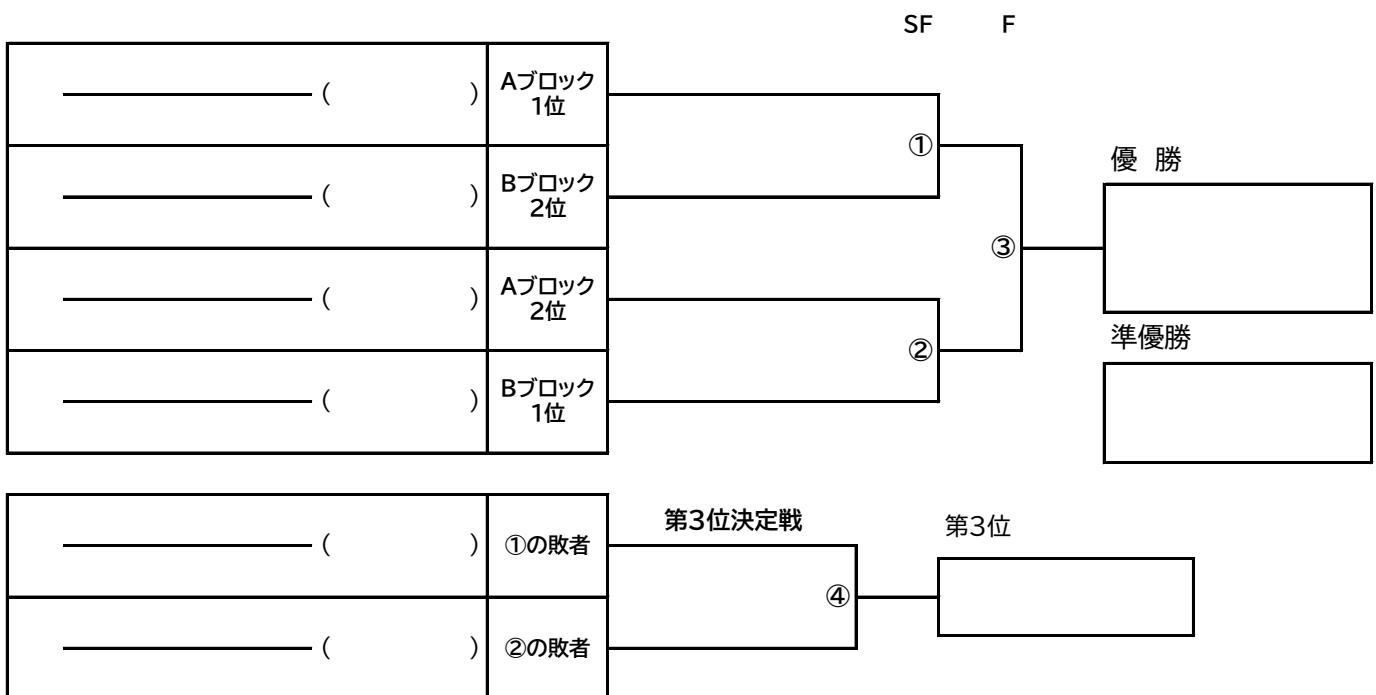 SF F
( ) Aブロック
1位
①
( ) Bブロック
2位
優 勝
③
( ) Aブロック
2位
準優勝
②
( ) Bブロック
1位
第3位決定戦
第3位
( ) ①の敗者
④
( ) ②の敗者